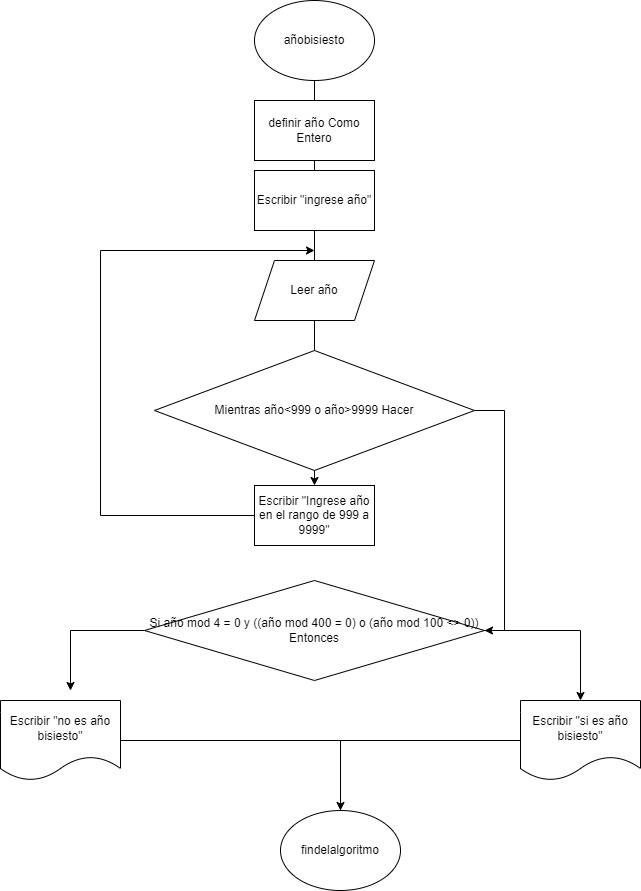 añobisiesto
definir año Como
Entero
Escribir "ingrese año"
Leer año
Mientras año<999 o año>9999 Hacer
Escribir "Ingrese año
en el rango de 999 a
9999"
Si año mod 4 = 0 y ((año mod 400 = 0) o (año mod 100 <> 0))
Entonces
Escribir "no es año
bisiesto"
Escribir "si es año
bisiesto"
findelalgoritmo